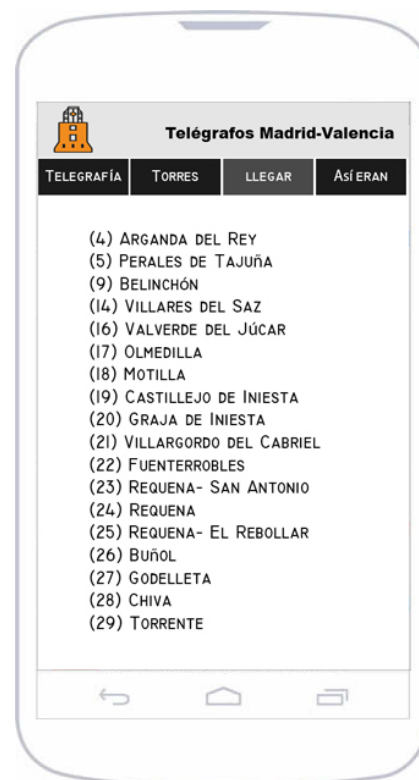 Telégrafos Madrid-Valencia
TELEGRAFÍA TORRES LLEGAR ASÍ ERAN
(4) ARGANDA DEL REY
(5) PERALES DE TAJUÑA
(9) BELINCHÓN
(14) VILLARES DEL SAZ
(16) VALVERDE DEL JÚCAR
(17) OLMEDILLA
(18) MOTILLA
(19) CASTILLEJO DE INIESTA
(20) GRAJA DE INIESTA
(21) VILLARGORDO DEL CABRIEL
(22) FUENTERROBLES
(23) REQUENA- SAN ANTONIO
(24) REQUENA
(25) REQUENA- EL REBOLLAR
(26) BUÑOL
(27) GODELLETA
(28) CHIVA
(29) TORRENTE